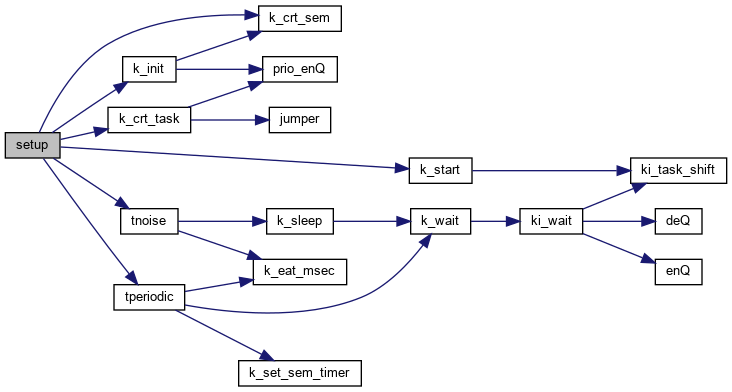 k_crt_sem
k_init
prio_enQ
k_crt_task
jumper
setup
k_start
ki_task_shift
tnoise
k_sleep
k_wait
ki_wait
deQ
k_eat_msec
enQ
tperiodic
k_set_sem_timer